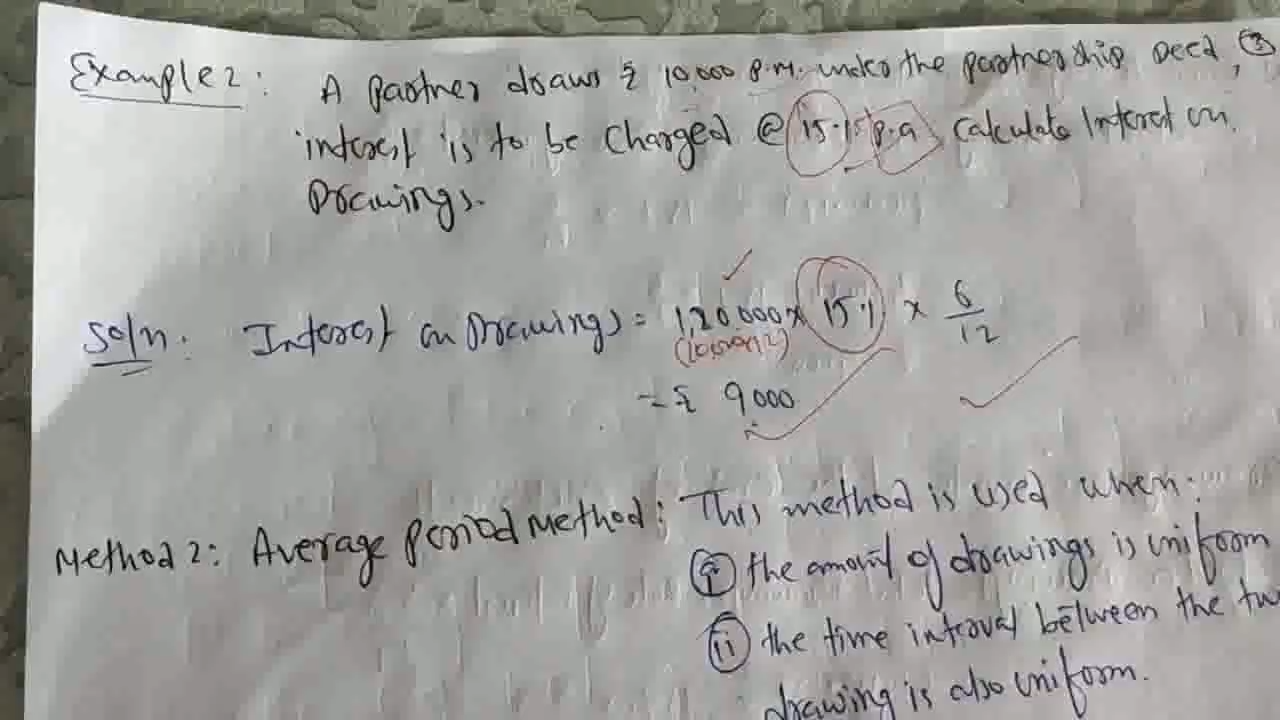 Example 2: A partner draws ₹ 10,000 P.M. under the partnership Deed, ③
interest is to be charged @ 15% p.a Calculate Interest on
Drawings.
Soln: Interest on Drawings = 1,20,000 x 15% x 6/12
(10,000x12)
= ₹ 9000
Method 2: Average period Method: This method is used when:
(i) the amount of drawings is uniform
(ii) the time interval between the
drawing is also uniform.